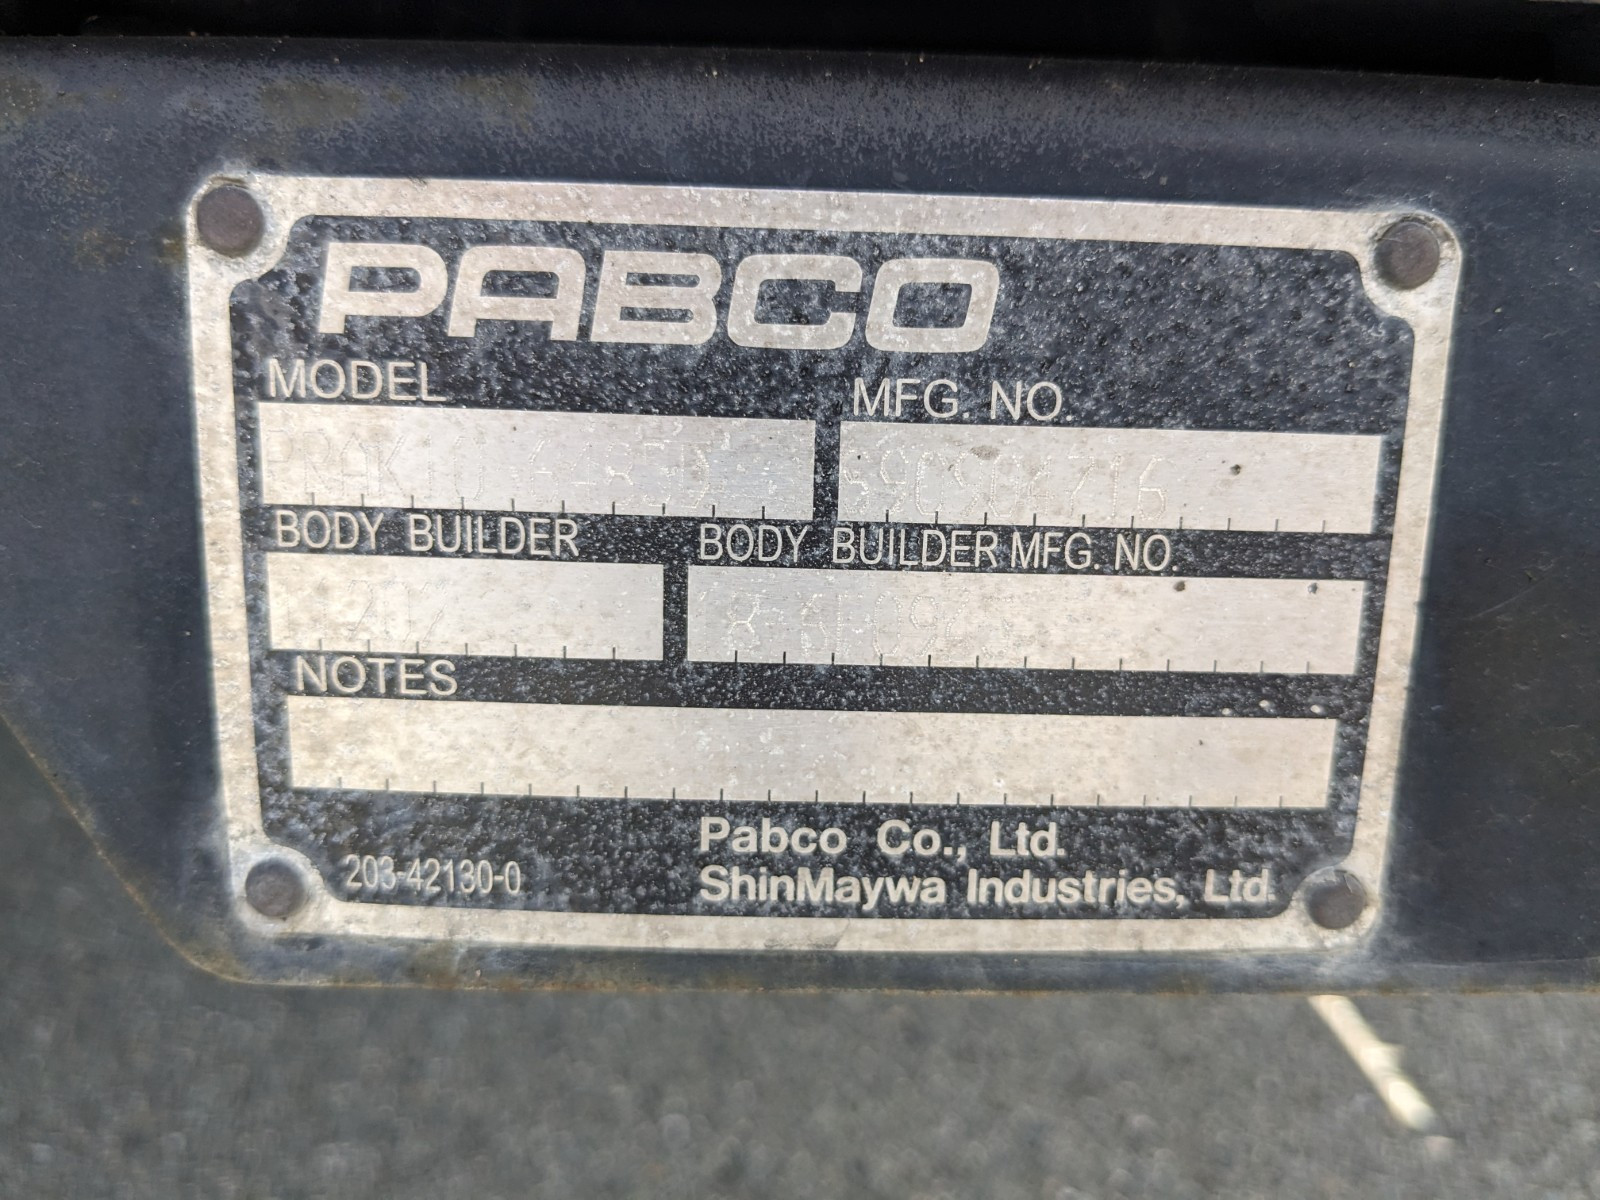 PABCO
MODEL MFG. NO.
59CS04716
BODY BUILDER BODY BUILDER MFG. NO.
NOTES
203-42130-0
Pabco Co., Ltd.
ShinMaywa Industries, Ltd.